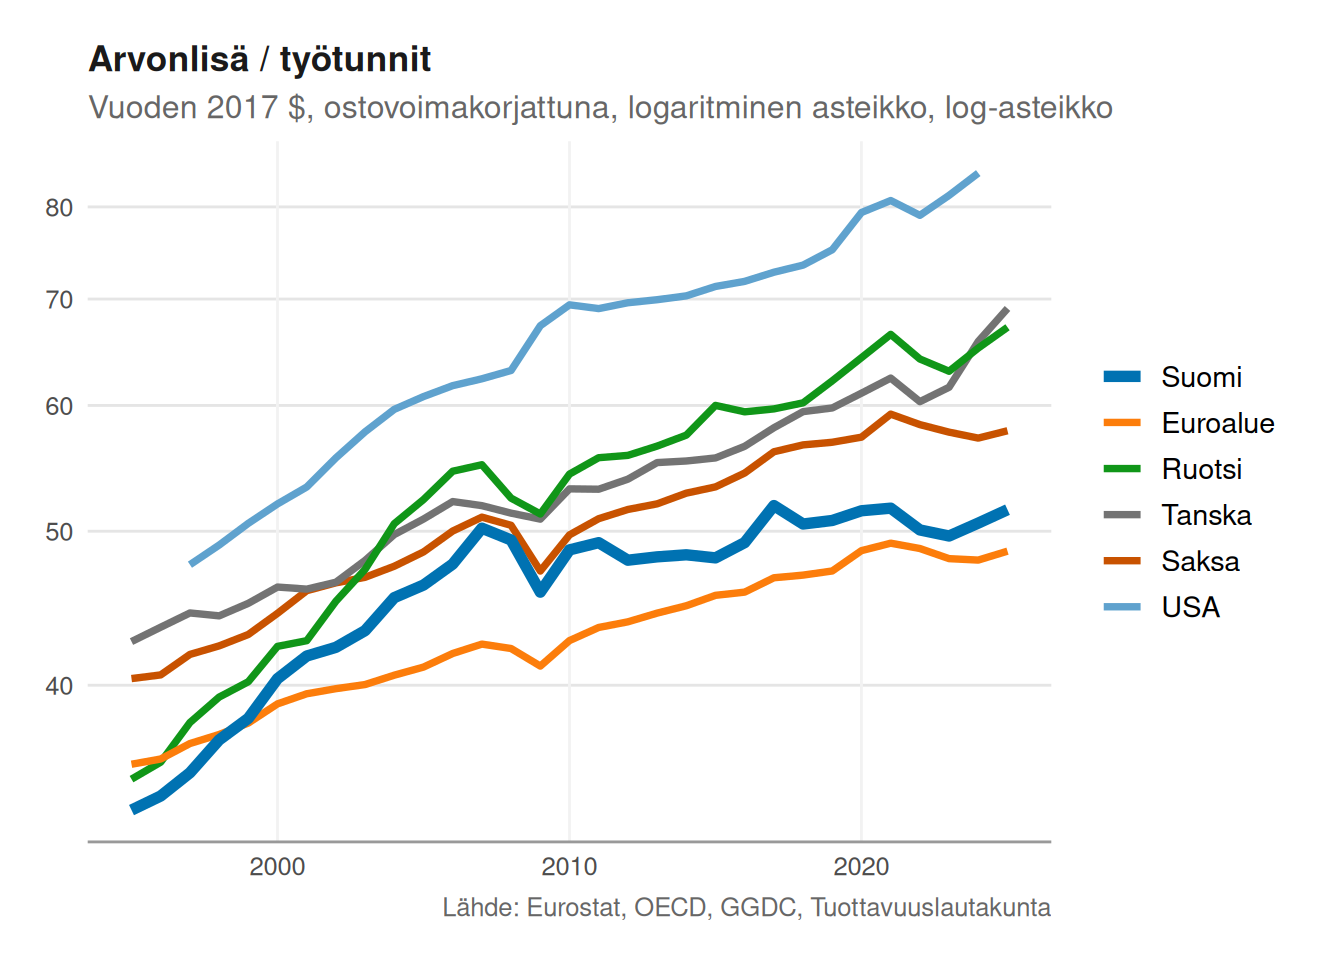 Arvonlisä / työtunnit
Vuoden 2017 $, ostovoimakorjattuna, logaritminen asteikko, log-asteikko
80
70
60
50
40
2000 2010 2020
Suomi
Euroalue
Ruotsi
Tanska
Saksa
USA
Lähde: Eurostat, OECD, GGDC, Tuottavuuslautakunta